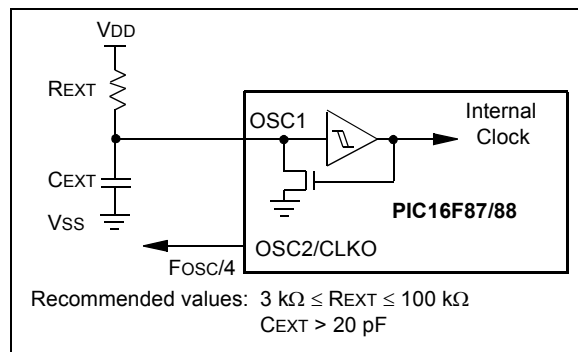 VDD
REXT
OSC1
Internal
Clock
CEXT
PIC16F87/88
VSS
OSC2/CLKO
FOSC/4
Recommended values: 3 kΩ ≤ REXT ≤ 100 kΩ
CEXT > 20 pF